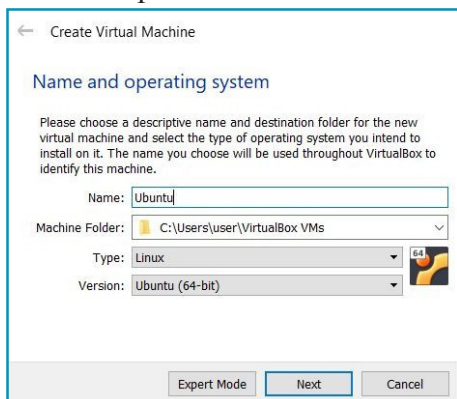 Create Virtual Machine
Name and operating system
Please choose a descriptive name and destination folder for the new
virtual machine and select the type of operating system you intend to
install on it. The name you choose will be used throughout VirtualBox to
identify this machine.
Name: Ubuntu
Machine Folder: C:\Users\user\VirtualBox VMs
Type: Linux
64
Version: Ubuntu (64-bit)
Expert Mode Next Cancel